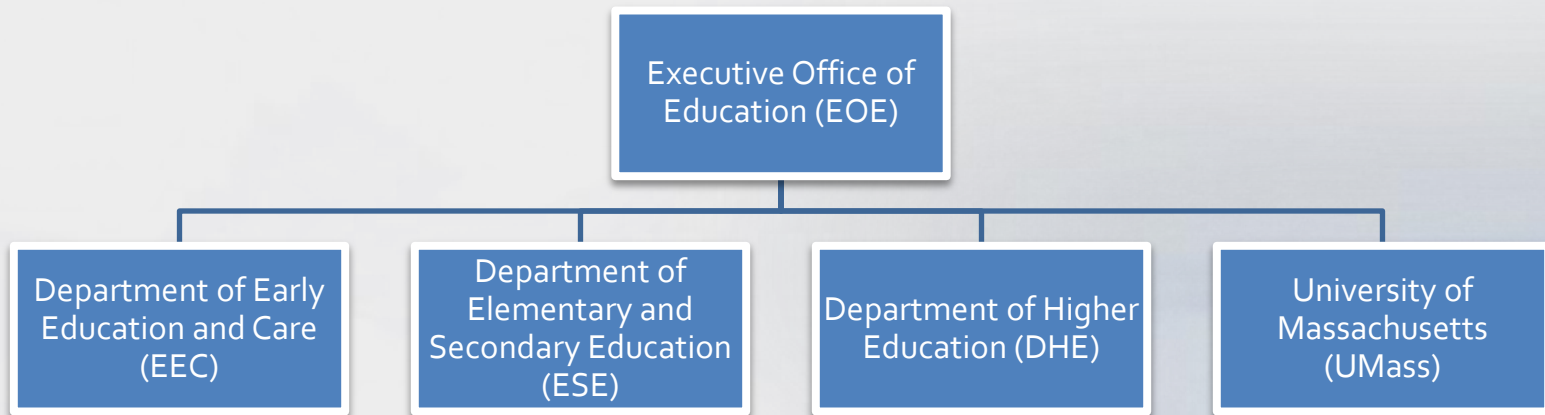 Executive Office of
Education (EOE)
Department of Early
Education and Care
(EEC)
Department of
Elementary and
Secondary Education
(ESE)
Department of Higher
Education (DHE)
University of
Massachusetts
(UMass)